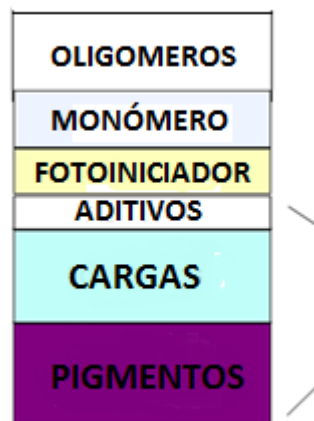 OLIGOMEROS
MONÓMERO
FOTOINICIADOR
ADITIVOS
CARGAS
PIGMENTOS